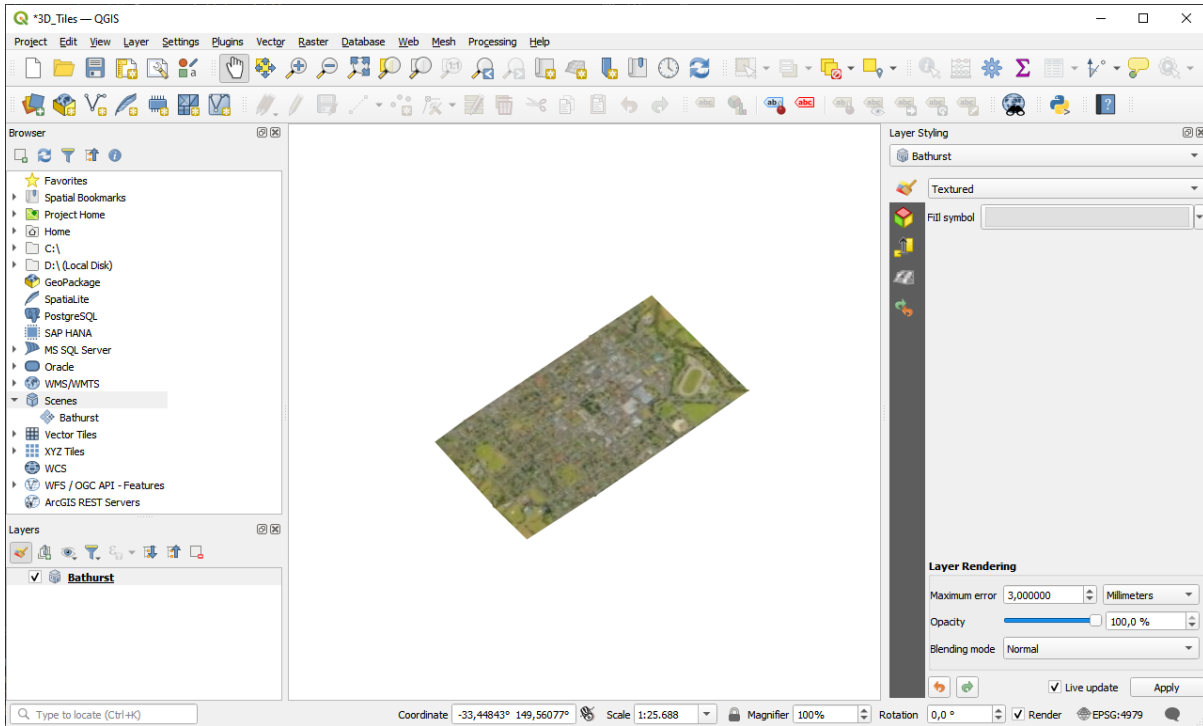 *3D_Tiles — QGIS
Project Edit View Layer Settings Plugins Vector Raster Database Web Mesh Processing Help
Browser
Favorites
Spatial Bookmarks
Project Home
Home
C:\
D:\ (Local Disk)
GeoPackage
SpatiaLite
PostgreSQL
SAP HANA
MS SQL Server
Oracle
WMS/WMTS
Scenes
Bathurst
Vector Tiles
XYZ Tiles
WCS
WFS / OGC API - Features
ArcGIS REST Servers
Layers
Bathurst
Layer Styling
Bathurst
Textured
Fill symbol
Layer Rendering
Maximum error 3,000000 Millimeters
Opacity 100,0 %
Blending mode Normal
Live update Apply
Type to locate (Ctrl+K) Coordinate -33,44843° 149,56077° Scale 1:25.688 Magnifier 100% Rotation 0,0 ° Render EPSG:4979